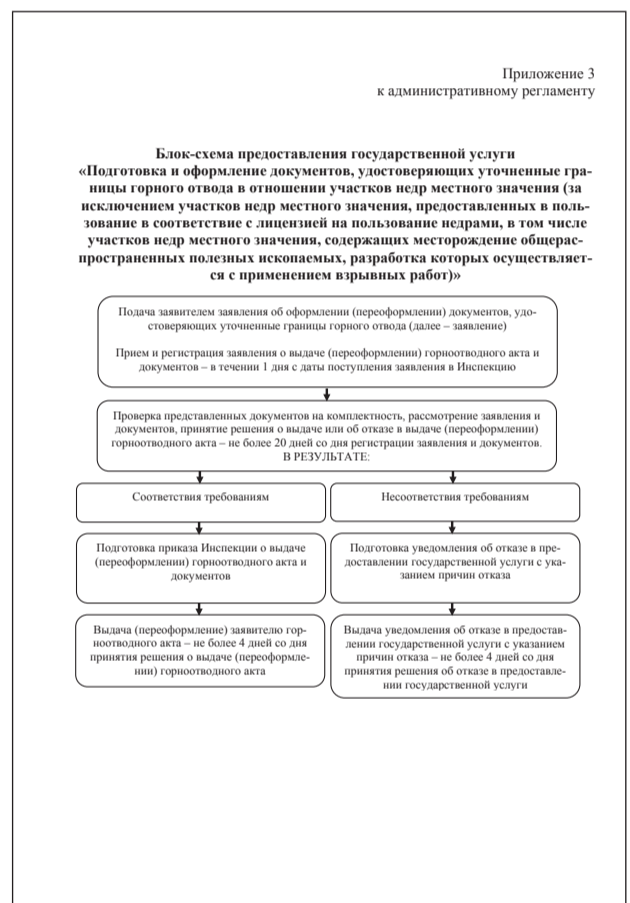 Приложение 3
к административному регламенту
Блок-схема предоставления государственной услуги
«Подготовка и оформление документов, удостоверяющих уточненные гра-
ницы горного отвода в отношении участков недр местного значения (за
исключением участков недр местного значения, предоставленных в поль-
зование в соответствие с лицензией на пользование недрами, в том числе
участков недр местного значения, содержащих месторождение общерас-
пространенных полезных ископаемых, разработка которых осуществляет-
ся с применением взрывных работ)»
Подача заявителем заявления об оформлении (переоформлении) документов, удо-
стоверяющих уточненные границы горного отвода (далее – заявление)
Прием и регистрация заявления о выдаче (переоформлении) горноотводного акта и
документов – в течении 1 дня с даты поступления заявления в Инспекцию
Проверка представленных документов на комплектность, рассмотрение заявления и
документов, принятие решения о выдаче или об отказе в выдаче (переоформлении)
горноотводного акта – не более 20 дней со дня регистрации заявления и документов.
В РЕЗУЛЬТАТЕ:
Соответствия требованиям
Несоответствия требованиям
Подготовка приказа Инспекции о выдаче
(переоформлении) горноотводного акта и
документов
Подготовка уведомления об отказе в пре-
доставлении государственной услуги с ука-
занием причин отказа
Выдача (переоформление) заявителю гор-
ноотводного акта – не более 4 дней со дня
принятия решения о выдаче (переоформле-
нии) горноотводного акта
Выдача уведомления об отказе в предостав-
лении государственной услуги с указанием
причин отказа – не более 4 дней со дня
принятия решения об отказе в предоставле-
нии государственной услуги